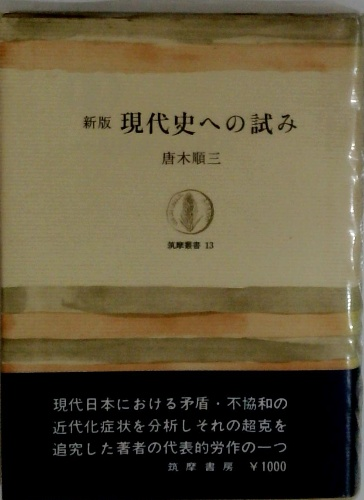 新版 現代史への試み
唐木順三
筑摩叢書 13
現代日本における矛盾・不協和の
近代化症状を分析しそれの超克を
追究した著者の代表的労作の一つ
筑摩書房 ¥1000